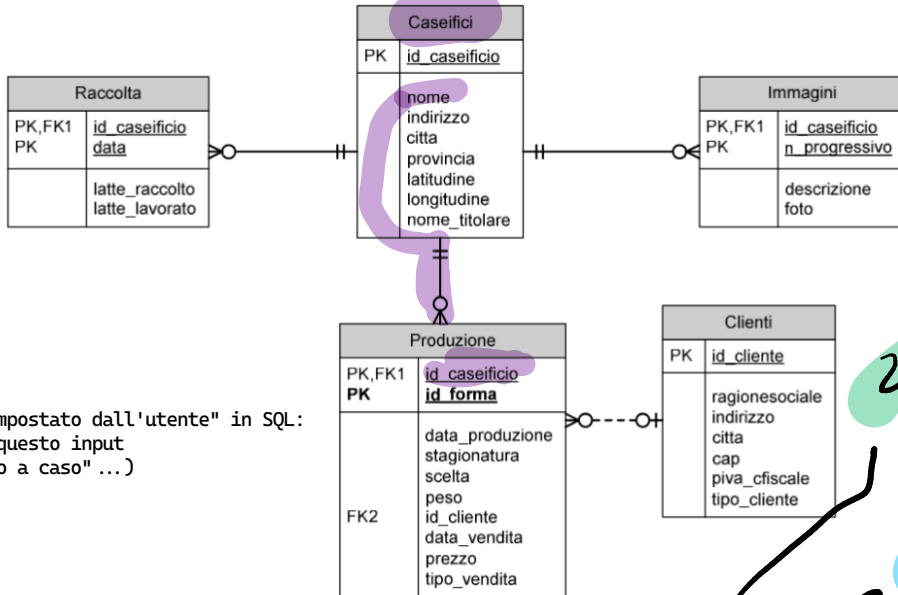 Caseifici
PK id_caseificio
nome
indirizzo
citta
provincia
latitudine
longitudine
nome_titolare
Raccolta
PK,FK1 id_caseificio
PK data
latte_raccolto
latte_lavorato
Immagini
PK,FK1 id_caseificio
PK n_progressivo
descrizione
foto
Produzione
PK,FK1 id_caseificio
PK id_forma
data_produzione
stagionatura
scelta
peso
FK2 id_cliente
data_vendita
prezzo
tipo_vendita
Clienti
PK id_cliente
ragionesociale
indirizzo
citta
cap
piva_cfiscale
tipo_cliente
mpostato dall'utente" in SQL:
questo input
o a caso" ...)
2